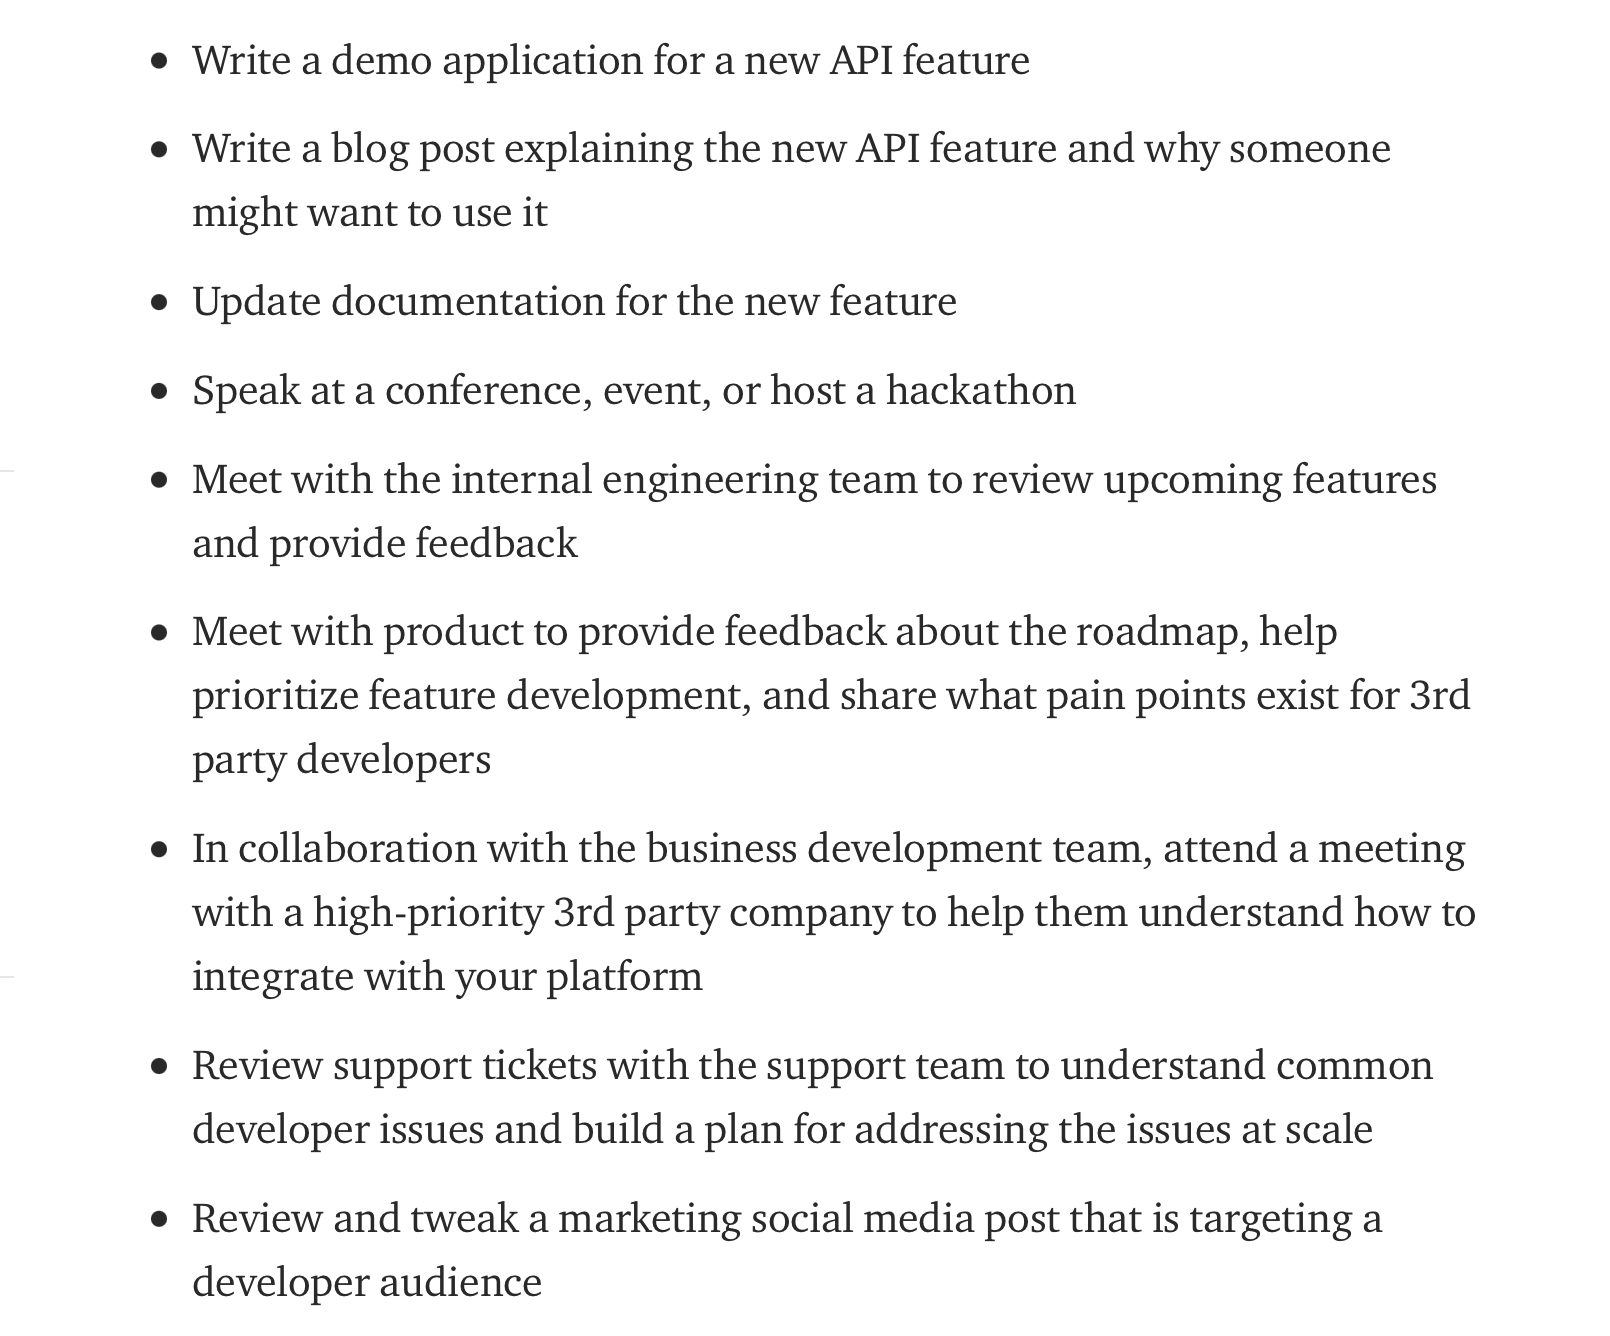 • Write a demo application for a new API feature
• Write a blog post explaining the new API feature and why someone
might want to use it
• Update documentation for the new feature
• Speak at a conference, event, or host a hackathon
• Meet with the internal engineering team to review upcoming features
and provide feedback
• Meet with product to provide feedback about the roadmap, help
prioritize feature development, and share what pain points exist for 3rd
party developers
• In collaboration with the business development team, attend a meeting
with a high-priority 3rd party company to help them understand how to
integrate with your platform
• Review support tickets with the support team to understand common
developer issues and build a plan for addressing the issues at scale
• Review and tweak a marketing social media post that is targeting a
developer audience